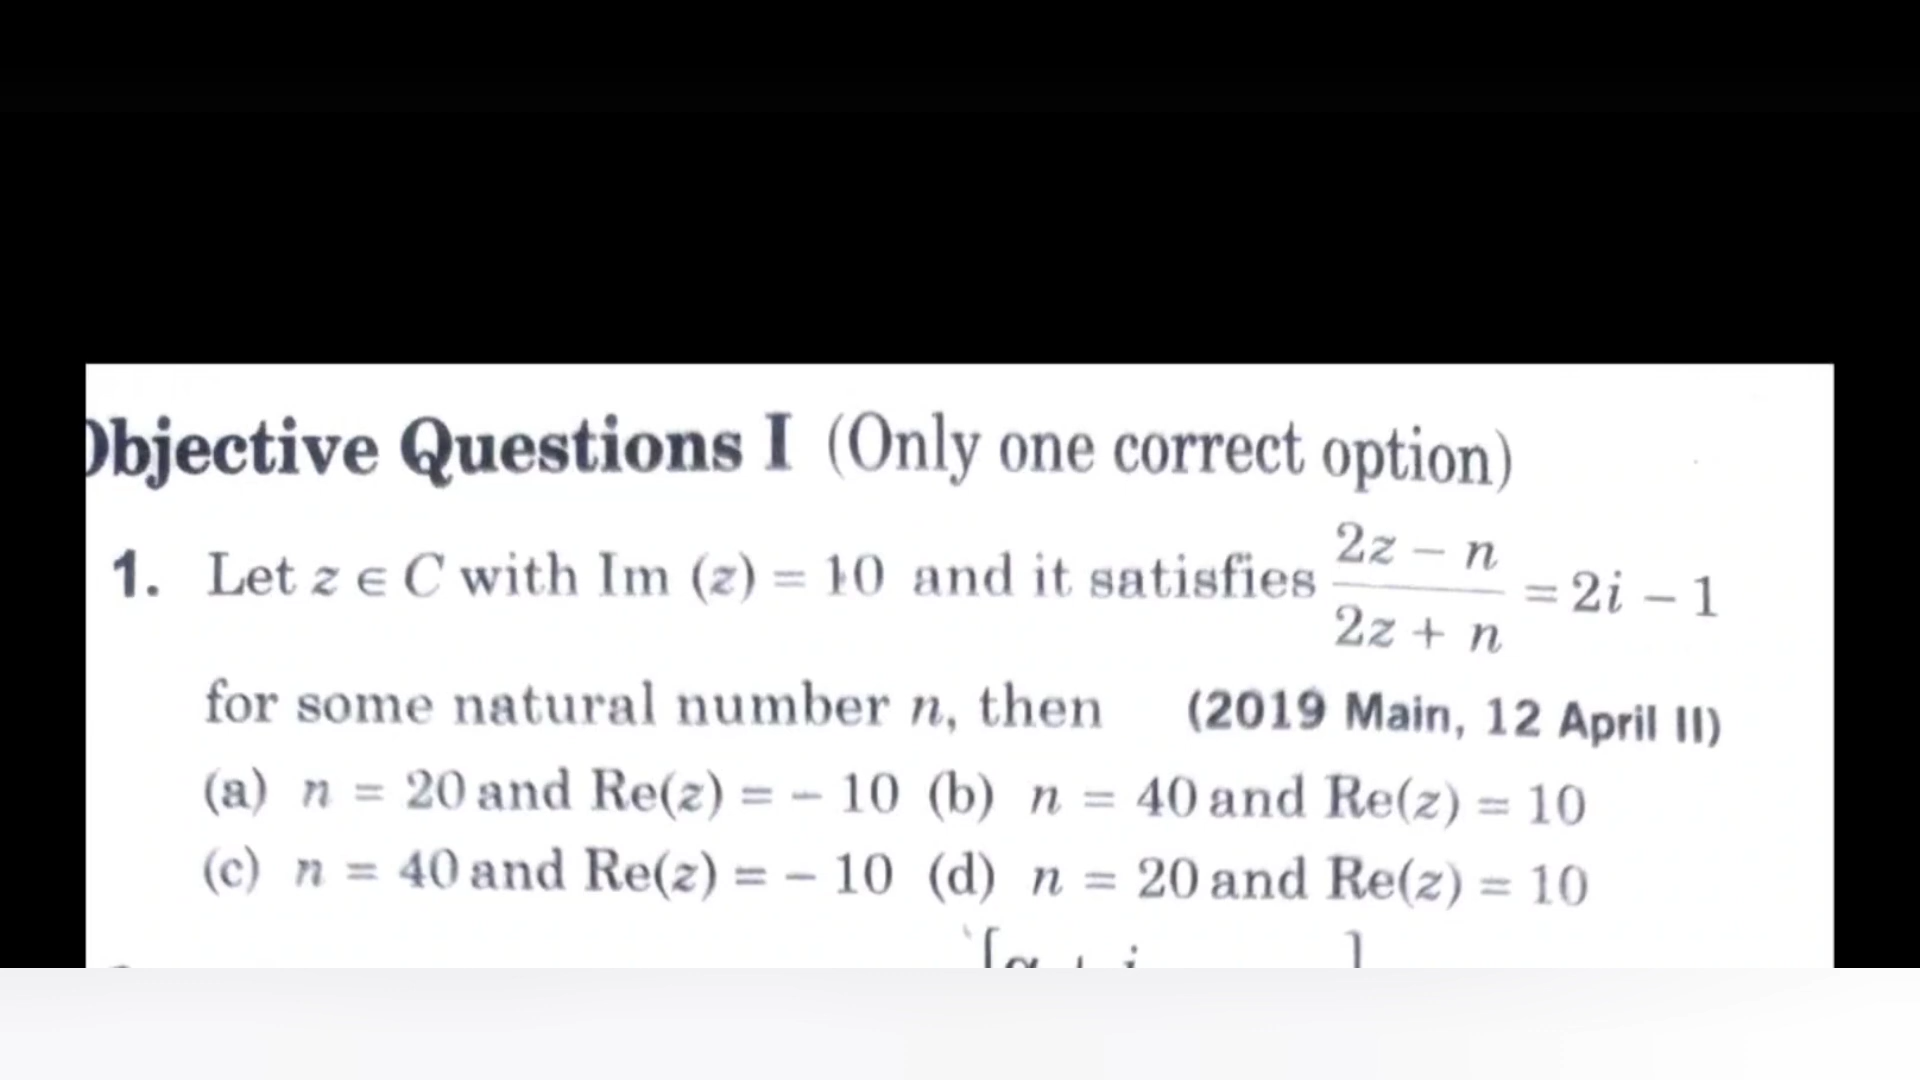 Objective Questions I (Only one correct option)
1. Let z ∈ C with Im (z) = 10 and it satisfies (2z − n)/(2z + n) = 2i − 1
for some natural number n, then (2019 Main, 12 April II)
(a) n = 20 and Re(z) = − 10 (b) n = 40 and Re(z) = 10
(c) n = 40 and Re(z) = − 10 (d) n = 20 and Re(z) = 10